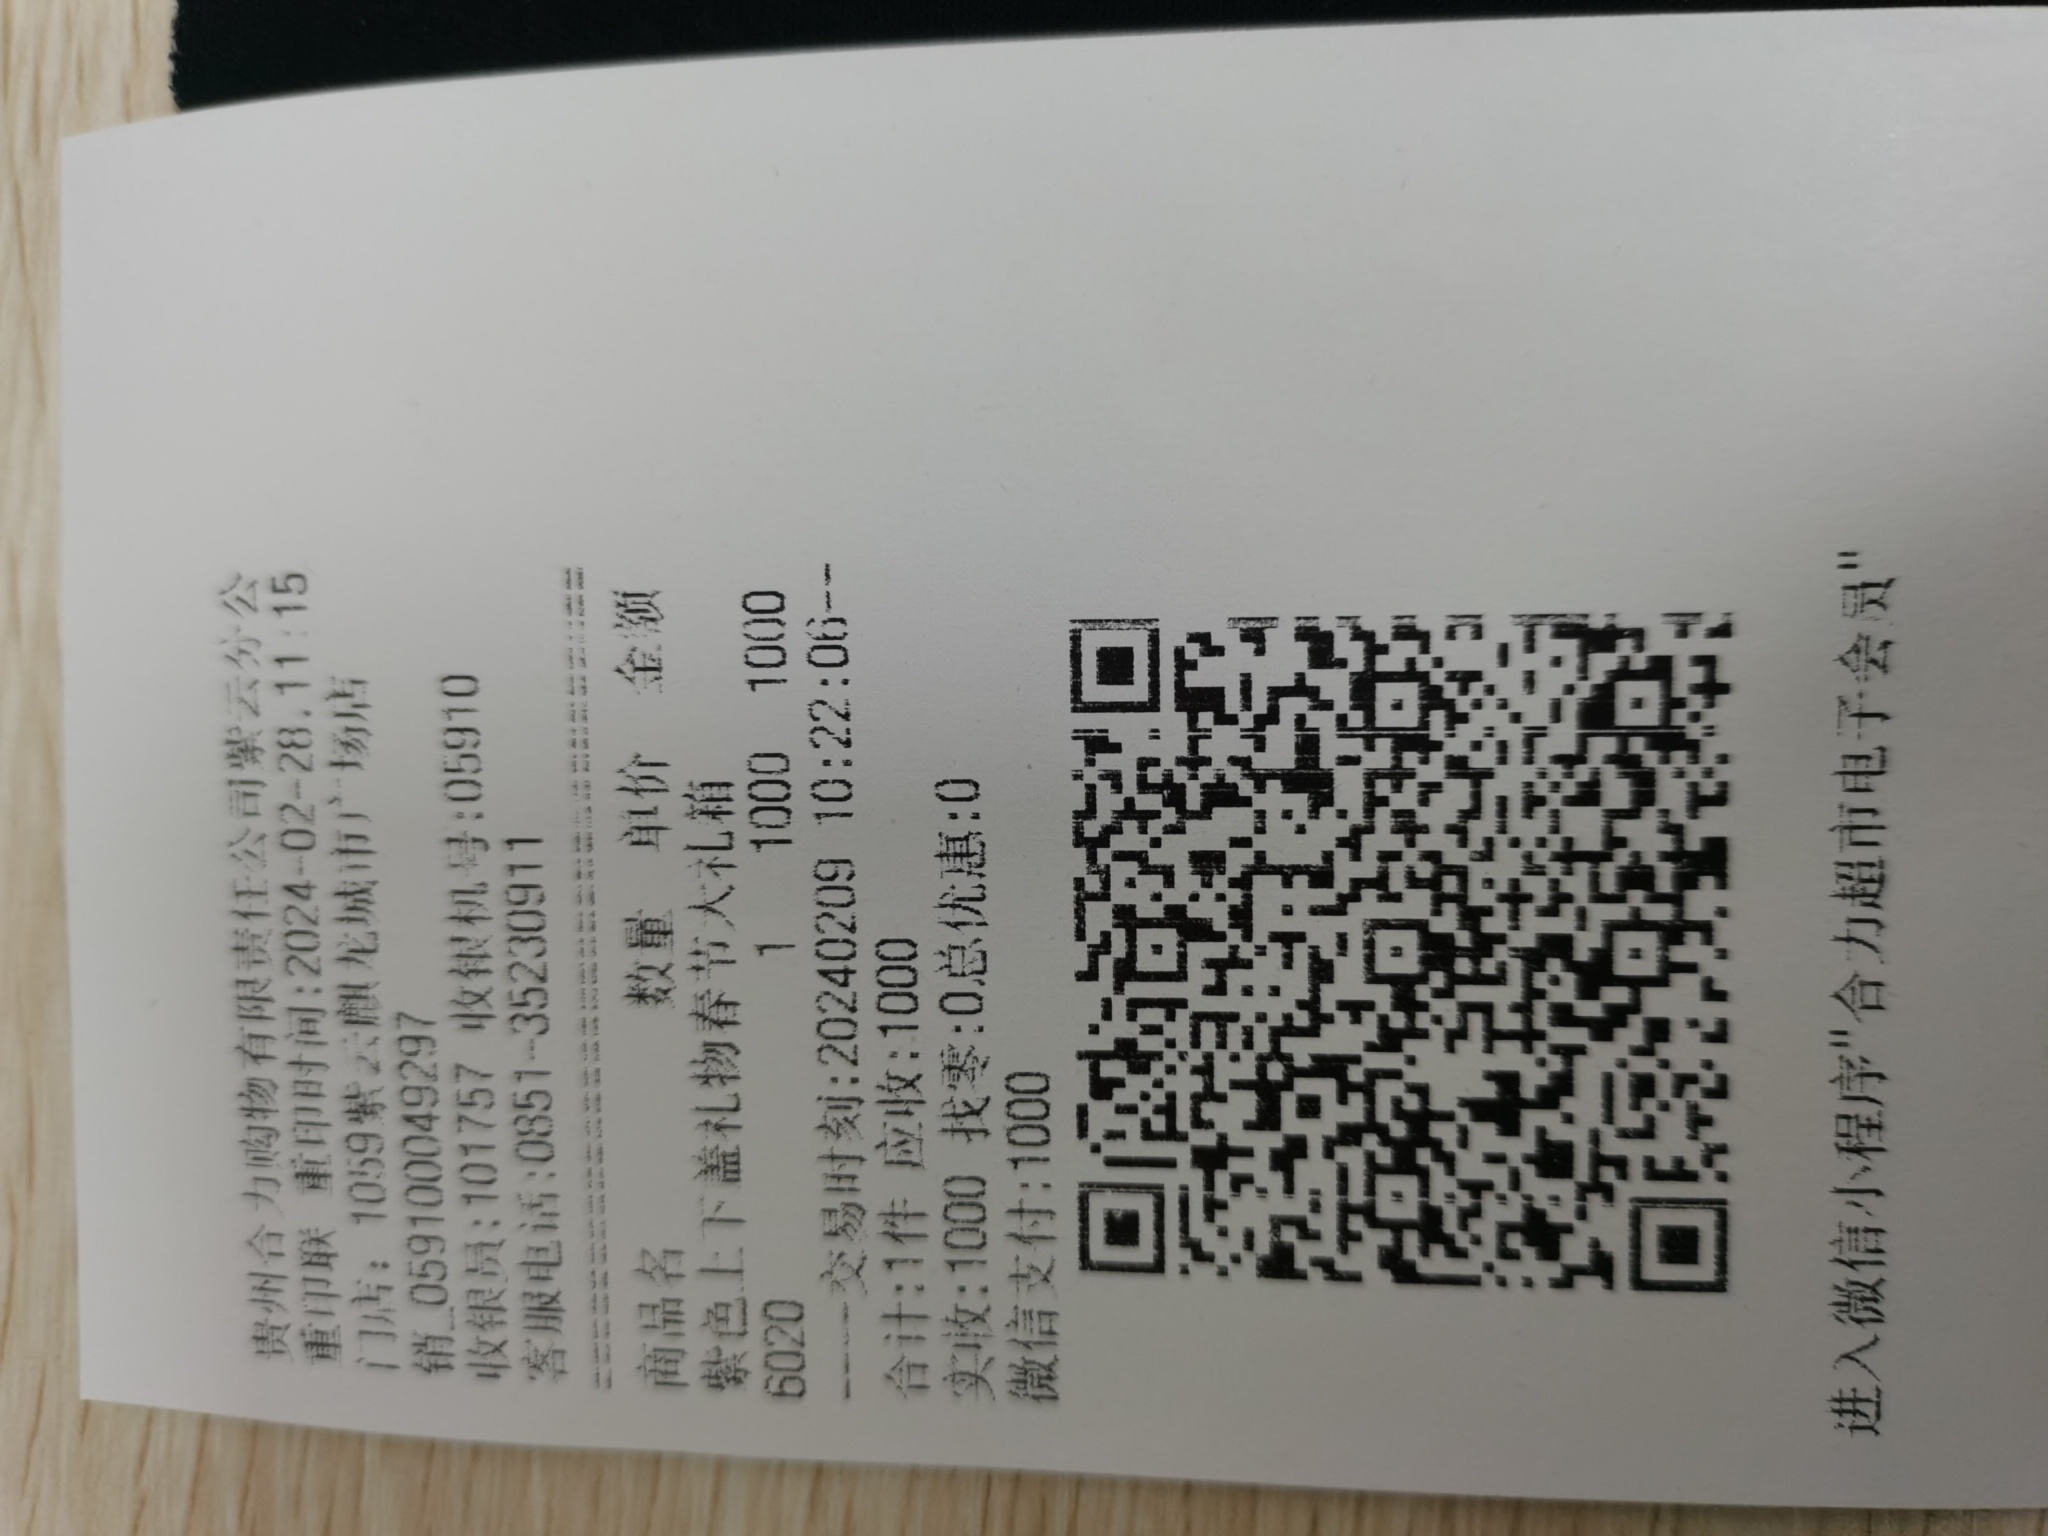 贵州合力购物有限责任公司紫云分公
重印联 重印时间:2024-02-28.11:15
门店: 1059紫云麒龙城市广场店
销_0591000049297
收银员:101757 收银机号:059910
客服电话:0851-35230911
商品名 数量 单价 金额
紫色上下盖礼物春节大礼箱
6020 1 1000 1000
----交易时刻:20240209 10:22:06--
合计:1件 应收:1000
实收:1000 找零:0总优惠:0
微信支付:1000
进入微信小程序"合力超市电子会员"